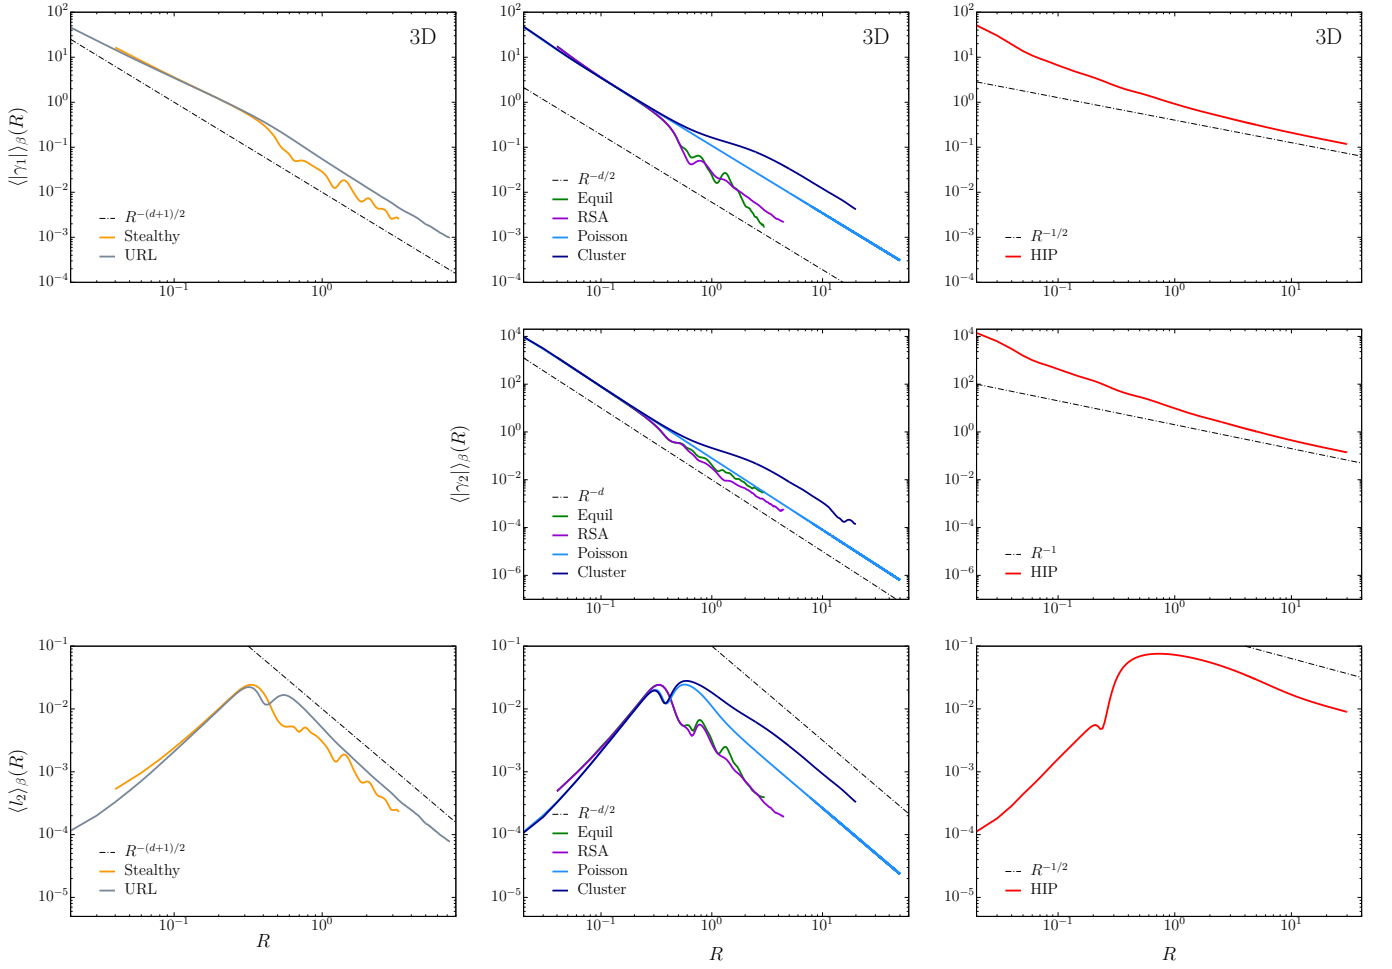 3D
10^2
10^1
10^0
10^-1
10^-2
10^-3
10^-4
⟨|γ1|⟩β(R)
R^-(d+1)/2
Stealthy
URL
10^-1
10^0
10^2
10^1
10^0
10^-1
10^-2
10^-3
10^-4
3D
R^-d/2
Equil
RSA
Poisson
Cluster
10^-1
10^0
10^1
10^2
10^1
10^0
10^-1
10^-2
10^-3
10^-4
3D
R^-1/2
HIP
10^-1
10^0
10^1
10^4
10^2
10^0
10^-2
10^-4
10^-6
⟨|γ2|⟩β(R)
R^-d
Equil
RSA
Poisson
Cluster
10^-1
10^0
10^1
10^4
10^2
10^0
10^-2
10^-4
10^-6
R^-1
HIP
10^-1
10^0
10^1
10^-1
10^-2
10^-3
10^-4
10^-5
⟨l2⟩β(R)
R^-(d+1)/2
Stealthy
URL
10^-1
10^0
R
10^-1
10^-2
10^-3
10^-4
10^-5
R^-d/2
Equil
RSA
Poisson
Cluster
10^-1
10^0
10^1
R
10^-1
10^-2
10^-3
10^-4
10^-5
R^-1/2
HIP
10^-1
10^0
10^1
R